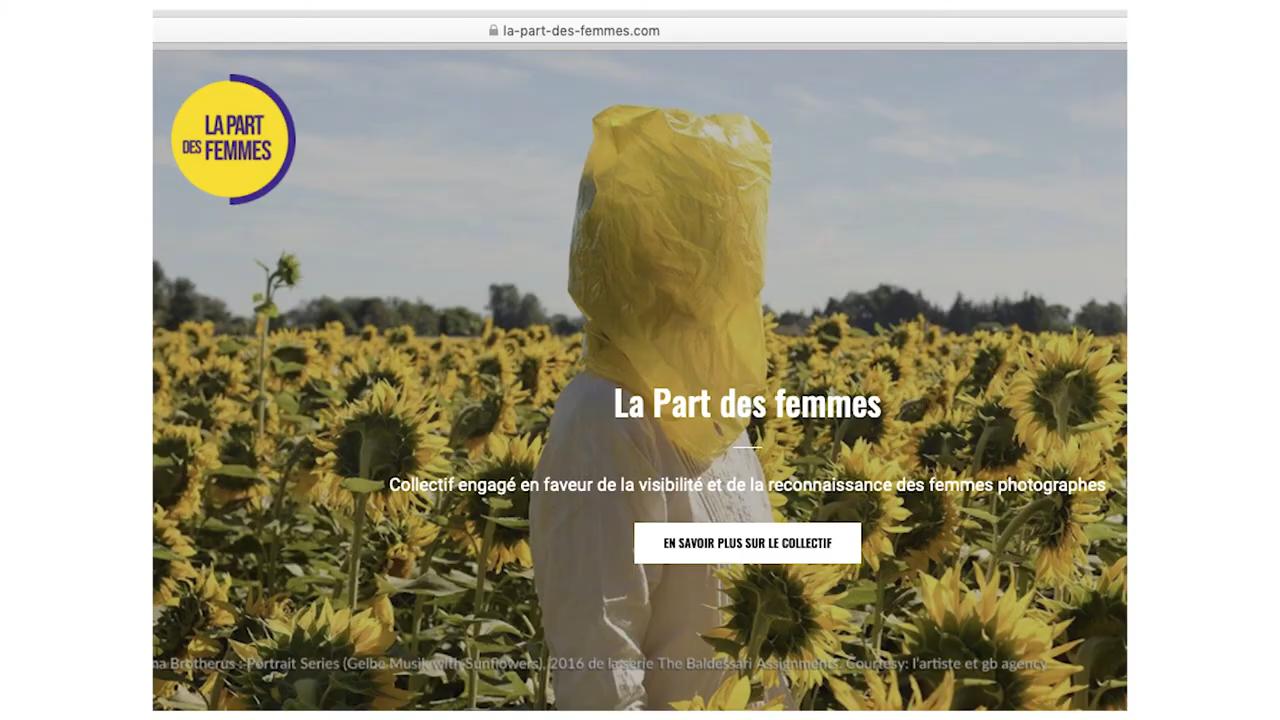 la-part-des-femmes.com
LA PART
DES FEMMES
La Part des femmes
Collectif engagé en faveur de la visibilité et de la reconnaissance des femmes photographes
EN SAVOIR PLUS SUR LE COLLECTIF
na Brotherus : Portrait Series (Gelbe Musik with Sunflowers), 2016 de la série The Baldessari Assignments. Courtesy: l'artiste et gb agency